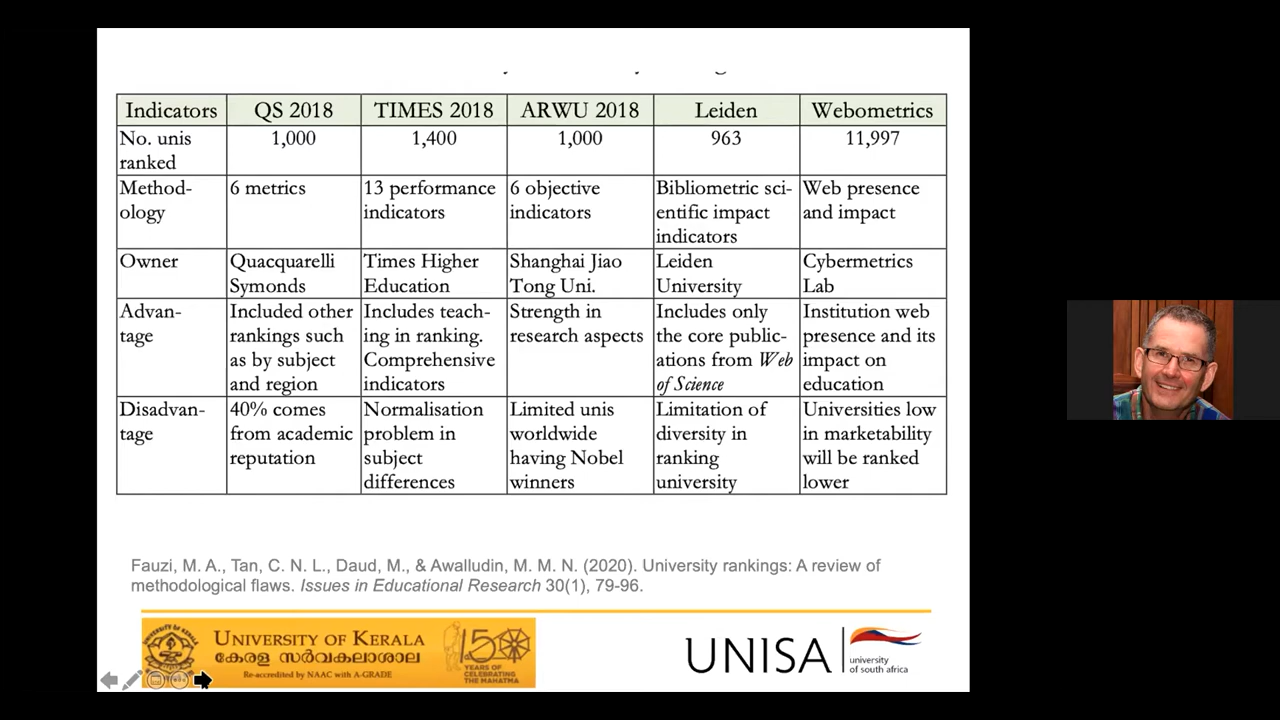 Indicators QS 2018 TIMES 2018 ARWU 2018 Leiden Webometrics
No. unis 1,000 1,400 1,000 963 11,997
ranked
Method- 6 metrics 13 performance 6 objective Bibliometric sci- Web presence
ology indicators indicators entific impact and impact
indicators
Owner Quacquarelli Times Higher Shanghai Jiao Leiden Cybermetrics
Symonds Education Tong Uni. University Lab
Advan- Included other Includes teach- Strength in Includes only Institution web
tage rankings such ing in ranking. research aspects the core public- presence and its
as by subject Comprehensive ations from Web impact on
and region indicators of Science education
Disadvan- 40% comes Normalisation Limited unis Limitation of Universities low
tage from academic problem in worldwide diversity in in marketability
reputation subject having Nobel ranking will be ranked
differences winners university lower
Fauzi, M. A., Tan, C. N. L., Daud, M., & Awalludin, M. M. N. (2020). University rankings: A review of
methodological flaws. Issues in Educational Research 30(1), 79-96.
UNIVERSITY OF KERALA
കേരള സർവകലാശാല
Re-accredited by NAAC with A-GRADE
150
YEARS OF
CELEBRATING
THE MAHATMA
UNISA
university
of south africa